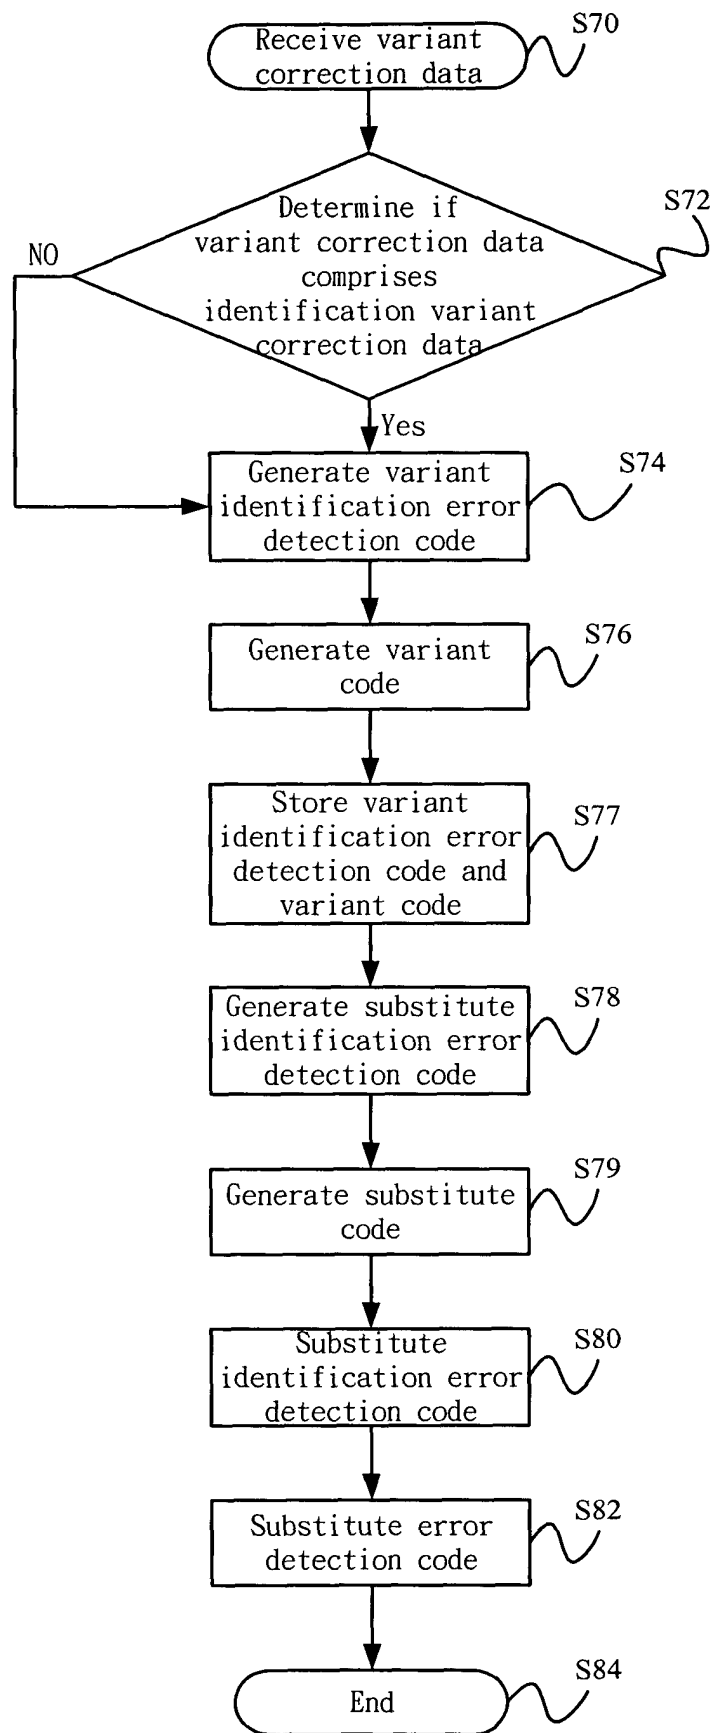 Receive variant
correction data
S70
Determine if
variant correction data
comprises
identification variant
correction data
S72
NO
Yes
Generate variant
identification error
detection code
S74
Generate variant
code
S76
Store variant
identification error
detection code and
variant code
S77
Generate substitute
identification error
detection code
S78
Generate substitute
code
S79
Substitute
identification error
detection code
S80
Substitute error
detection code
S82
End
S84